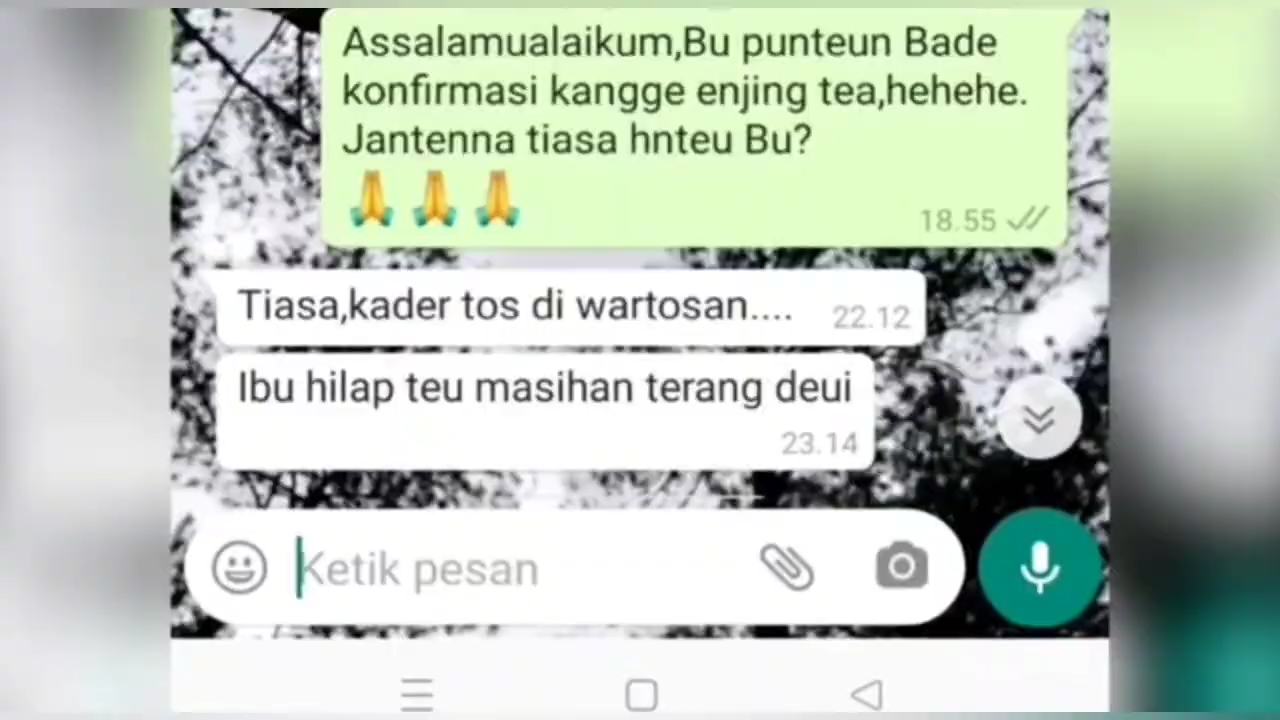 Assalamualaikum,Bu punteun Bade
konfirmasi kangge enjing tea,hehehe.
Jantenna tiasa hnteu Bu?
🙏🙏🙏
18.55
Tiasa,kader tos di wartosan....
22.12
Ibu hilap teu masihan terang deui
23.14
Ketik pesan